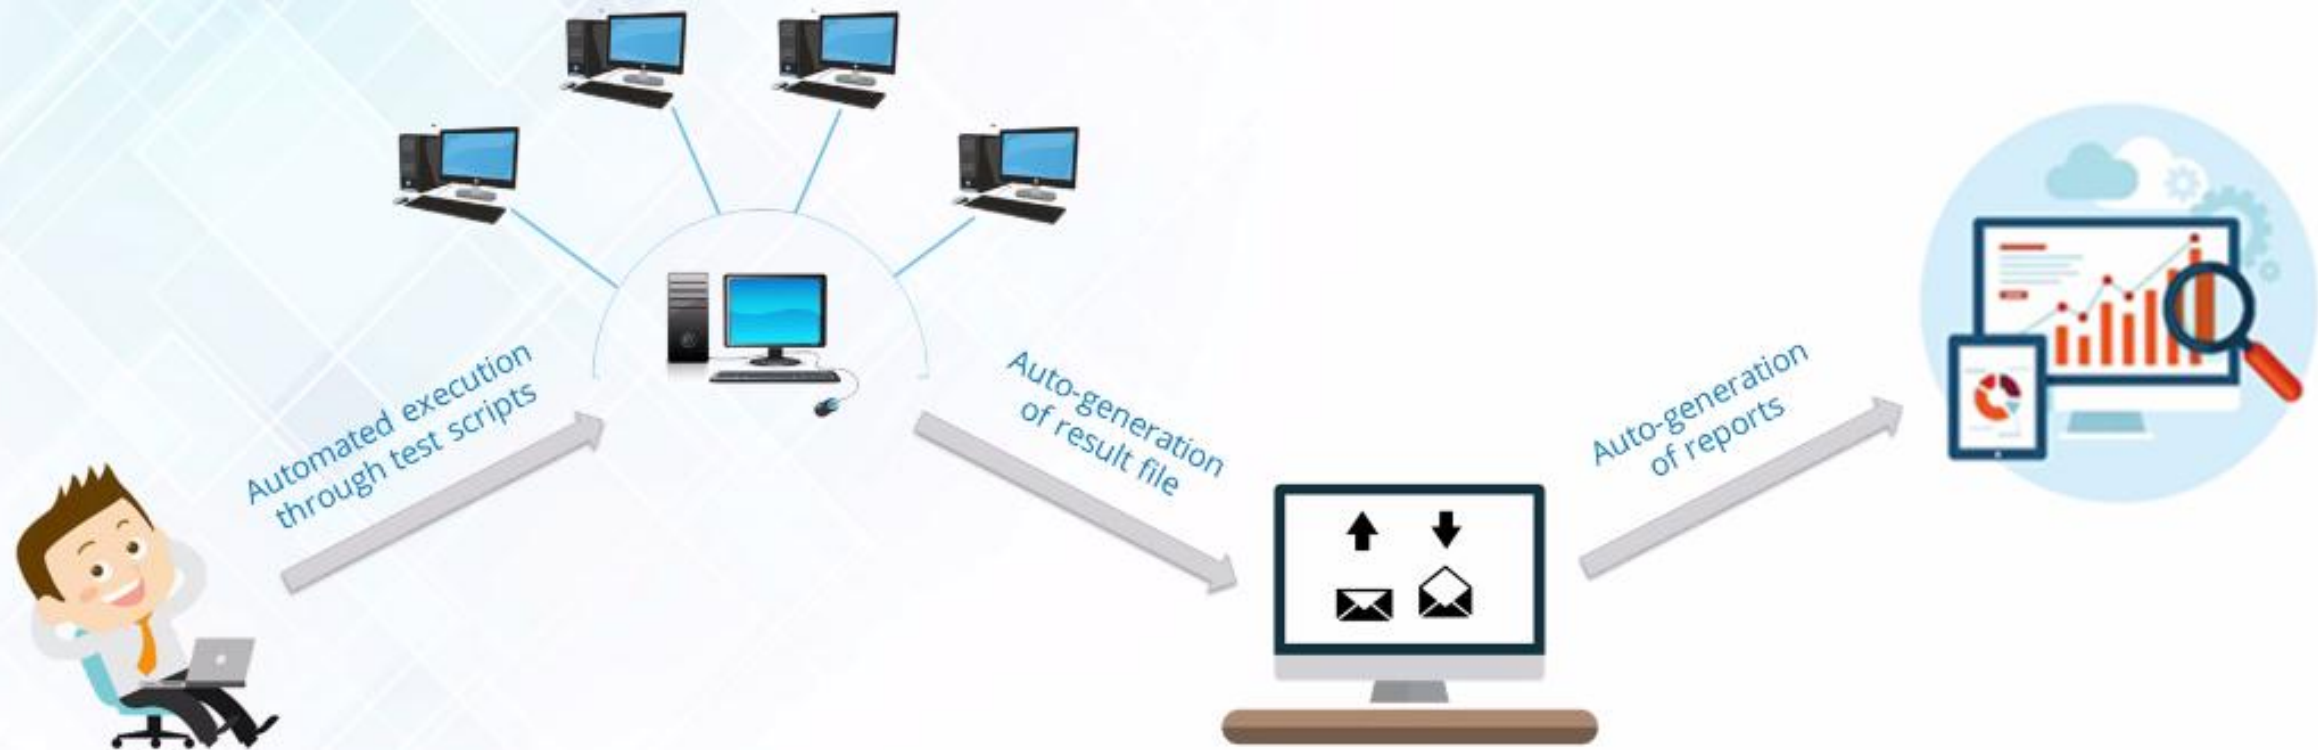 Automated execution
through test scripts
Auto-generation
of result file
Auto-generation
of reports